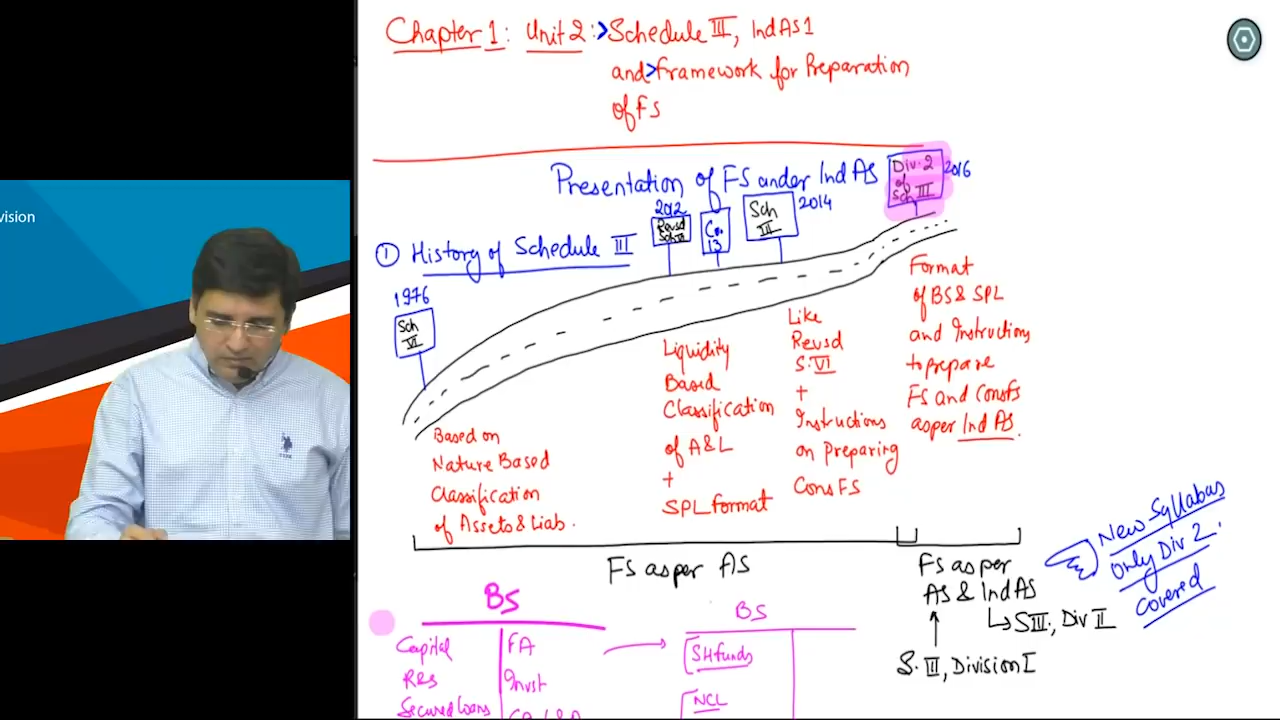 Chapter 1: Unit 2:> Schedule III, Ind AS 1
and > Framework for Preparation
of FS
Presentation of FS under Ind AS
Div. 2
of
Sch III
2016
① History of Schedule III
2012
Revsd
Sch VI
Co.
13
Sch
III
2014
1976
Sch
VI
Based on
Nature Based
Classification
of Assets & Liab.
Liquidity
Based
Classification
of A&L
+
SPL format
Like
Revsd
S.VI
+
Instructions
on Preparing
Cons FS
Format
of BS & SPL
and Instructions
to prepare
FS and ConsFS
as per Ind AS.
FS as per AS
FS as per
AS & Ind AS
SIII, Div II
S. III, Division I
New Syllabus
Only Div 2
covered
BS
Capital
R&S
Secured Loans
FA
Invst
BS
SH funds
NCL
vision